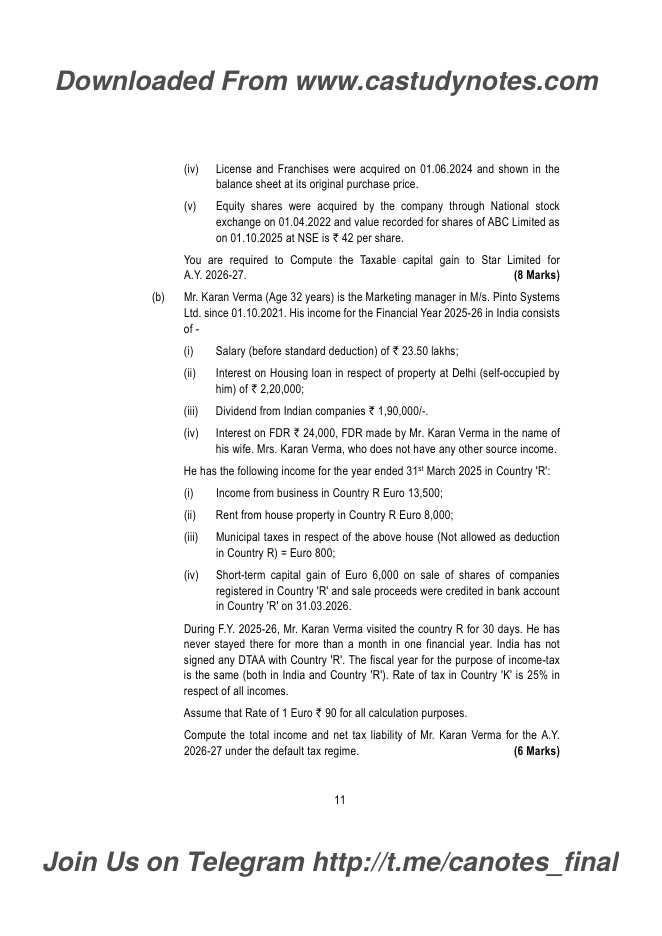 Downloaded From www.castudynotes.com
(iv) License and Franchises were acquired on 01.06.2024 and shown in the
balance sheet at its original purchase price.
(v) Equity shares were acquired by the company through National stock
exchange on 01.04.2022 and value recorded for shares of ABC Limited as
on 01.10.2025 at NSE is ₹ 42 per share.
You are required to Compute the Taxable capital gain to Star Limited for
A.Y. 2026-27. (8 Marks)
(b) Mr. Karan Verma (Age 32 years) is the Marketing manager in M/s. Pinto Systems
Ltd. since 01.10.2021. His income for the Financial Year 2025-26 in India consists
of -
(i) Salary (before standard deduction) of ₹ 23.50 lakhs;
(ii) Interest on Housing loan in respect of property at Delhi (self-occupied by
him) of ₹ 2,20,000;
(iii) Dividend from Indian companies ₹ 1,90,000/-.
(iv) Interest on FDR ₹ 24,000, FDR made by Mr. Karan Verma in the name of
his wife. Mrs. Karan Verma, who does not have any other source income.
He has the following income for the year ended 31st March 2025 in Country 'R':
(i) Income from business in Country R Euro 13,500;
(ii) Rent from house property in Country R Euro 8,000;
(iii) Municipal taxes in respect of the above house (Not allowed as deduction
in Country R) = Euro 800;
(iv) Short-term capital gain of Euro 6,000 on sale of shares of companies
registered in Country 'R' and sale proceeds were credited in bank account
in Country 'R' on 31.03.2026.
During F.Y. 2025-26, Mr. Karan Verma visited the country R for 30 days. He has
never stayed there for more than a month in one financial year. India has not
signed any DTAA with Country 'R'. The fiscal year for the purpose of income-tax
is the same (both in India and Country 'R'). Rate of tax in Country 'K' is 25% in
respect of all incomes.
Assume that Rate of 1 Euro ₹ 90 for all calculation purposes.
Compute the total income and net tax liability of Mr. Karan Verma for the A.Y.
2026-27 under the default tax regime. (6 Marks)
11
Join Us on Telegram http://t.me/canotes_final